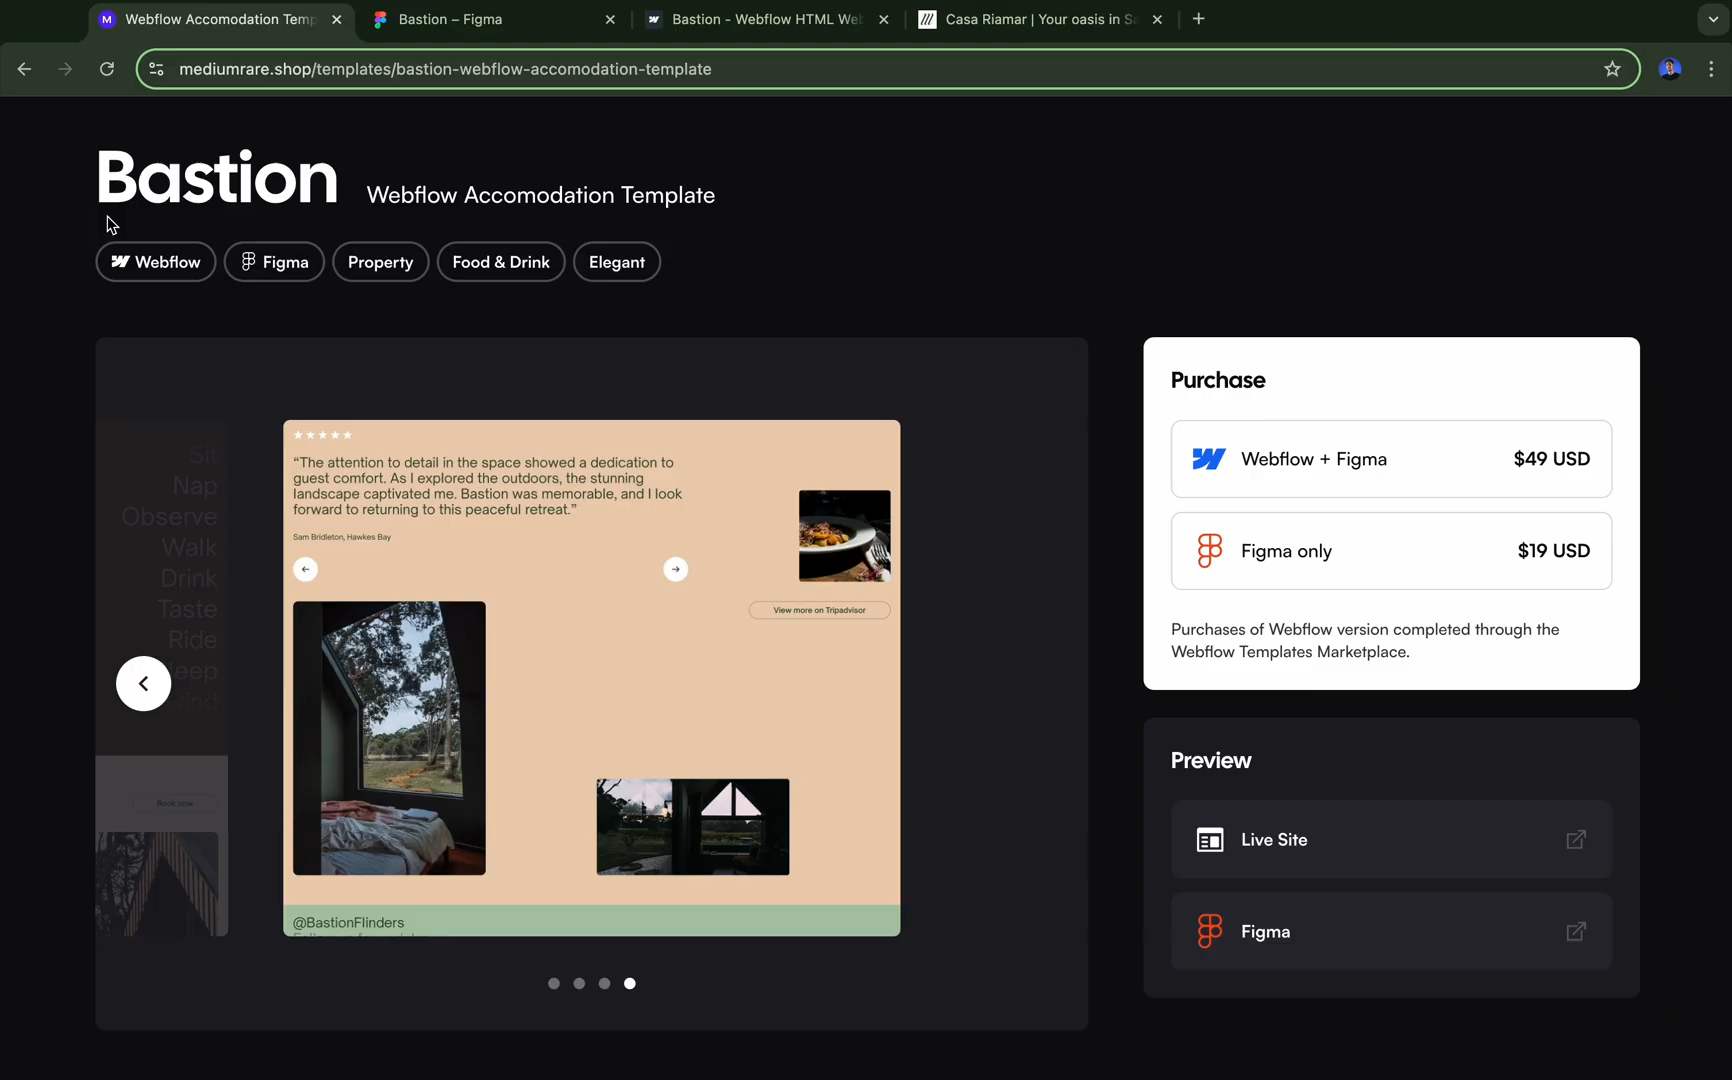 Webflow Accomodation Temp
Bastion – Figma
Bastion - Webflow HTML Web
Casa Riamar | Your oasis in Sa
mediumrare.shop/templates/bastion-webflow-accomodation-template
Bastion
Webflow Accomodation Template
Webflow
Figma
Property
Food & Drink
Elegant
Sit
Nap
Observe
Walk
Drink
Taste
Ride
Book now
★★★★★
“The attention to detail in the space showed a dedication to
guest comfort. As I explored the outdoors, the stunning
landscape captivated me. Bastion was memorable, and I look
forward to returning to this peaceful retreat.”
Sam Bridleton, Hawkes Bay
View more on Tripadvisor
@BastionFlinders
Purchase
Webflow + Figma
$49 USD
Figma only
$19 USD
Purchases of Webflow version completed through the
Webflow Templates Marketplace.
Preview
Live Site
Figma